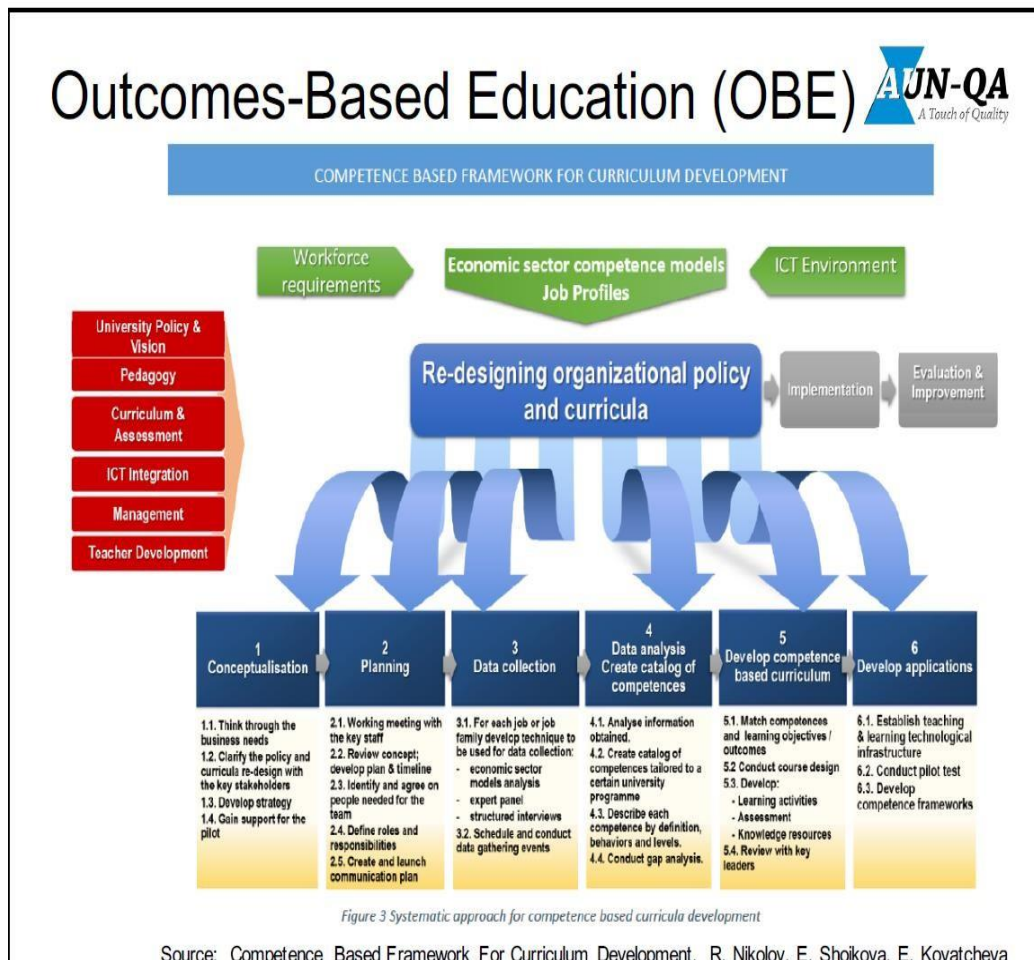 Outcomes-Based Education (OBE)
AUN-QA
A Touch of Quality
COMPETENCE BASED FRAMEWORK FOR CURRICULUM DEVELOPMENT
Workforce
requirements
Economic sector competence models
Job Profiles
ICT Environment
University Policy &
Vision
Pedagogy
Curriculum &
Assessment
ICT Integration
Management
Teacher Development
Re-designing organizational policy
and curricula
Implementation
Evaluation &
Improvement
1
Conceptualisation
1.1. Think through the
business needs
1.2. Clarify the policy and
curricula re-design with
the key stakeholders
1.3. Develop strategy
1.4. Gain support for the
pilot
2
Planning
2.1. Working meeting with
the key staff
2.2. Review concept;
develop plan & timeline
2.3. Identify and agree on
people needed for the
team
2.4. Define roles and
responsibilities
2.5. Create and launch
communication plan
3
Data collection
3.1. For each job or job
family develop technique to
be used for data collection:
- economic sector
models analysis
- expert panel
- structured interviews
3.2. Schedule and conduct
data gathering events
4
Data analysis
Create catalog of
competences
4.1. Analyse information
obtained.
4.2. Create catalog of
competences tailored to a
certain university
programme
4.3. Describe each
competence by definition,
behaviors and levels.
4.4. Conduct gap analysis.
5
Develop competence
based curriculum
5.1. Match competences
and learning objectives /
outcomes
5.2 Conduct course design
5.3. Develop:
- Learning activities
- Assessment
- Knowledge resources
5.4. Review with key
leaders
6
Develop applications
6.1. Establish teaching
& learning technological
infrastructure
6.2. Conduct pilot test
6.3. Develop
competence frameworks
Figure 3 Systematic approach for competence based curricula development
Source: Competence Based Framework For Curriculum Development, R. Nikolov, E. Shoikova, E. Kovatcheva